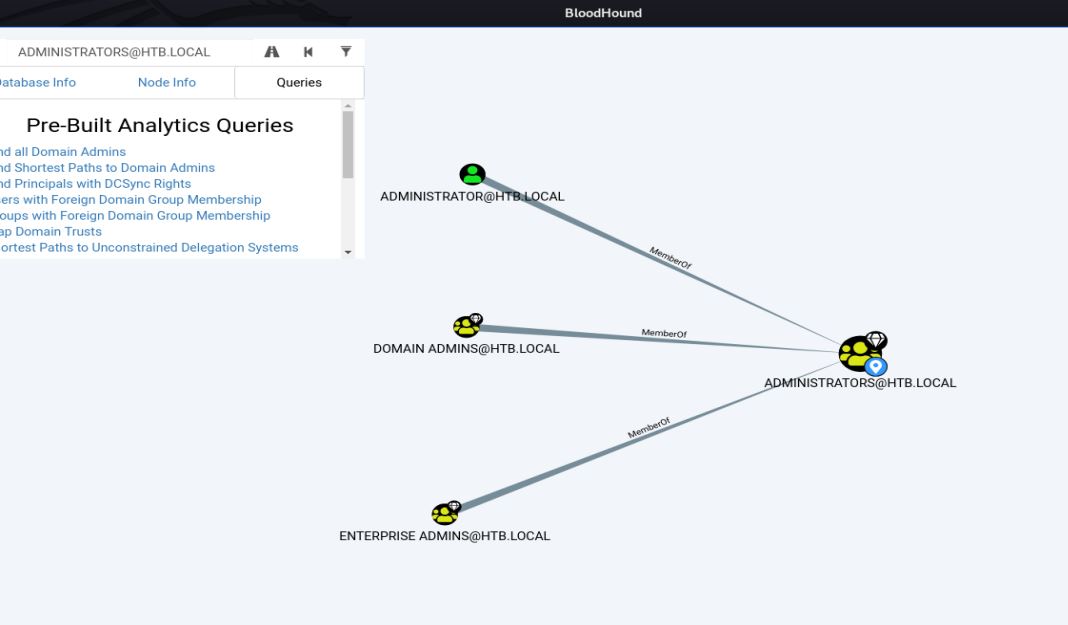 BloodHound
ADMINISTRATORS@HTB.LOCAL
atabase Info Node Info Queries
Pre-Built Analytics Queries
nd all Domain Admins
nd Shortest Paths to Domain Admins
nd Principals with DCSync Rights
sers with Foreign Domain Group Membership
oups with Foreign Domain Group Membership
ap Domain Trusts
ortest Paths to Unconstrained Delegation Systems
ADMINISTRATOR@HTB.LOCAL
MemberOf
MemberOf
DOMAIN ADMINS@HTB.LOCAL
ADMINISTRATORS@HTB.LOCAL
MemberOf
ENTERPRISE ADMINS@HTB.LOCAL